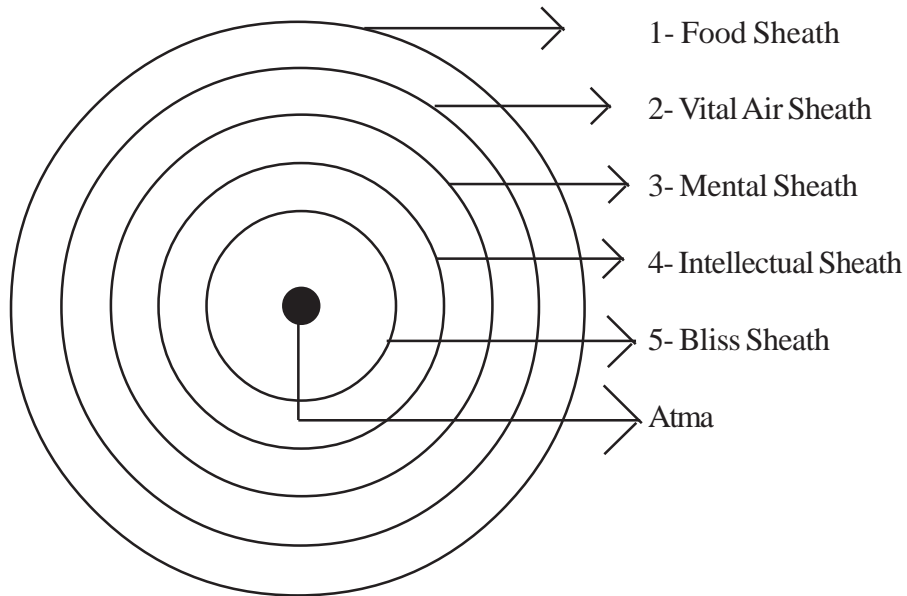 1- Food Sheath
2- Vital Air Sheath
3- Mental Sheath
4- Intellectual Sheath
5- Bliss Sheath
Atma